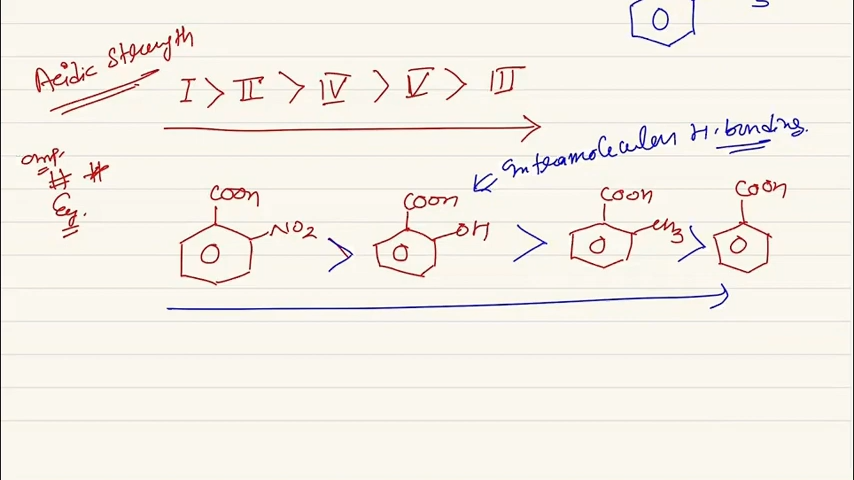 Acidic Strength
I > II > IV > V > III
Imp.
# #
Eg.
Intramolecular H.bonding.
COOH COOH COOH COOH
NO2 > OH > CH3 >